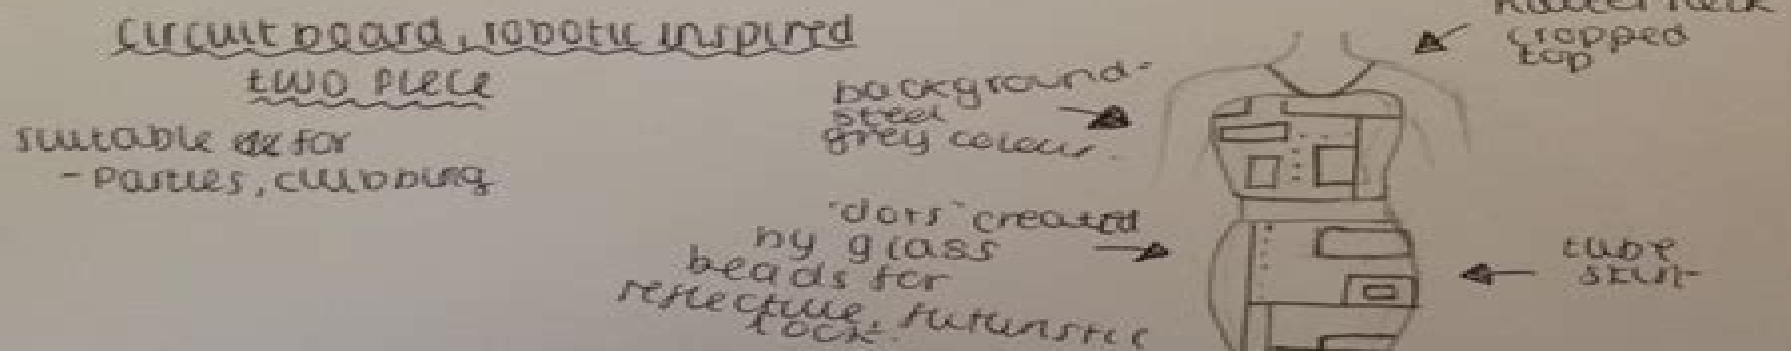 circuit board, robotic inspired
two piece
suitable for
- parties, clubbing
background -
steel
grey colour.
"dots" created
by glass
beads for
reflective, futuristic
look.
cropped
top
tube
skirt